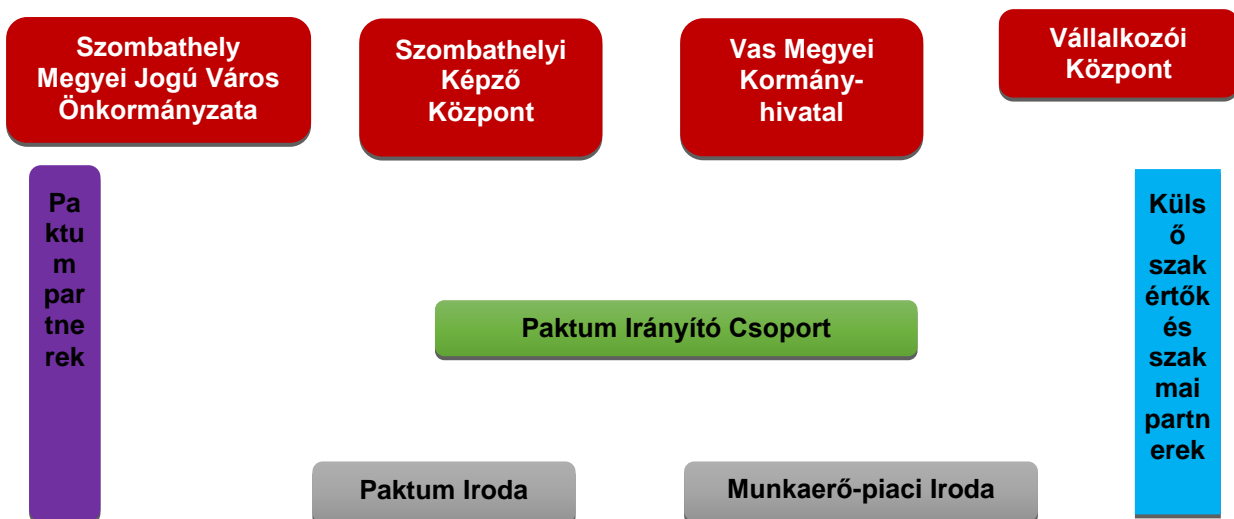 Szombathely
Megyei Jogú Város
Önkormányzata
Szombathelyi
Képző
Központ
Vas Megyei
Kormány-
hivatal
Vállalkozói
Központ
Pa
ktu
m
par
tne
rek
Paktum Irányító Csoport
Küls
ő
szak
értők
és
szak
mai
partn
erek
Paktum Iroda
Munkaerő-piaci Iroda